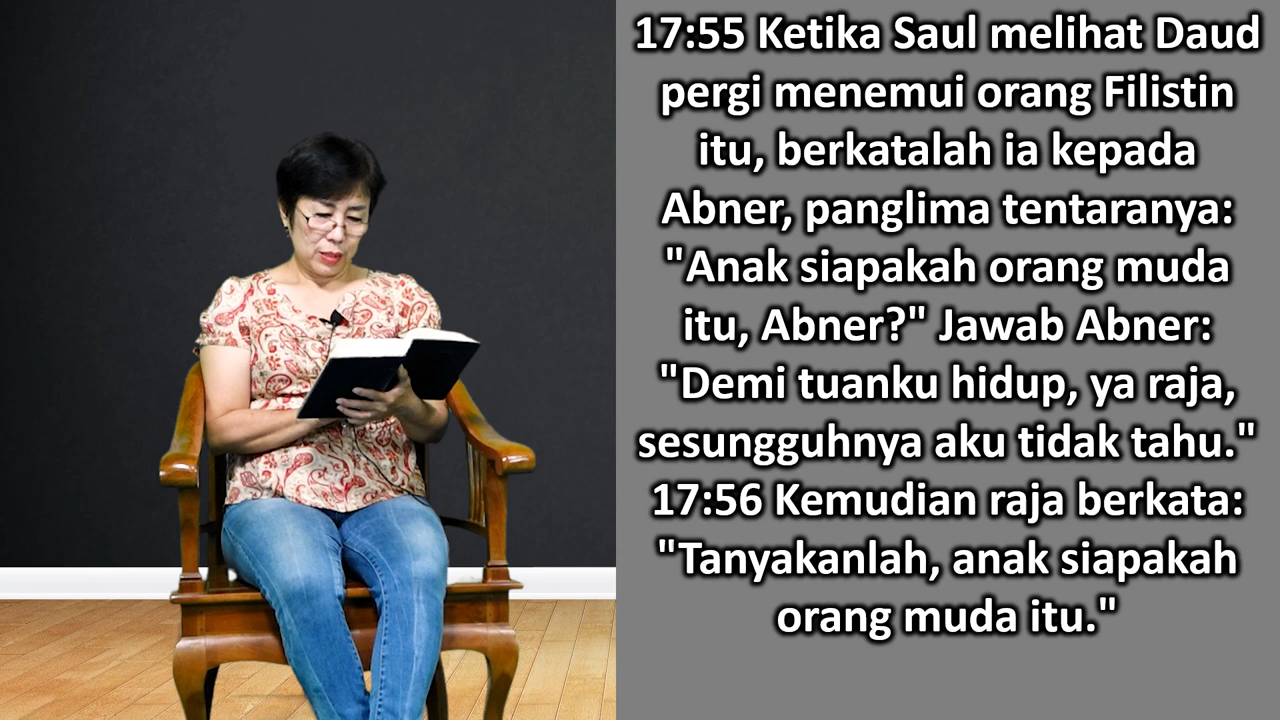 17:55 Ketika Saul melihat Daud
pergi menemui orang Filistin
itu, berkatalah ia kepada
Abner, panglima tentaranya:
"Anak siapakah orang muda
itu, Abner?" Jawab Abner:
"Demi tuanku hidup, ya raja,
sesungguhnya aku tidak tahu."
17:56 Kemudian raja berkata:
"Tanyakanlah, anak siapakah
orang muda itu."